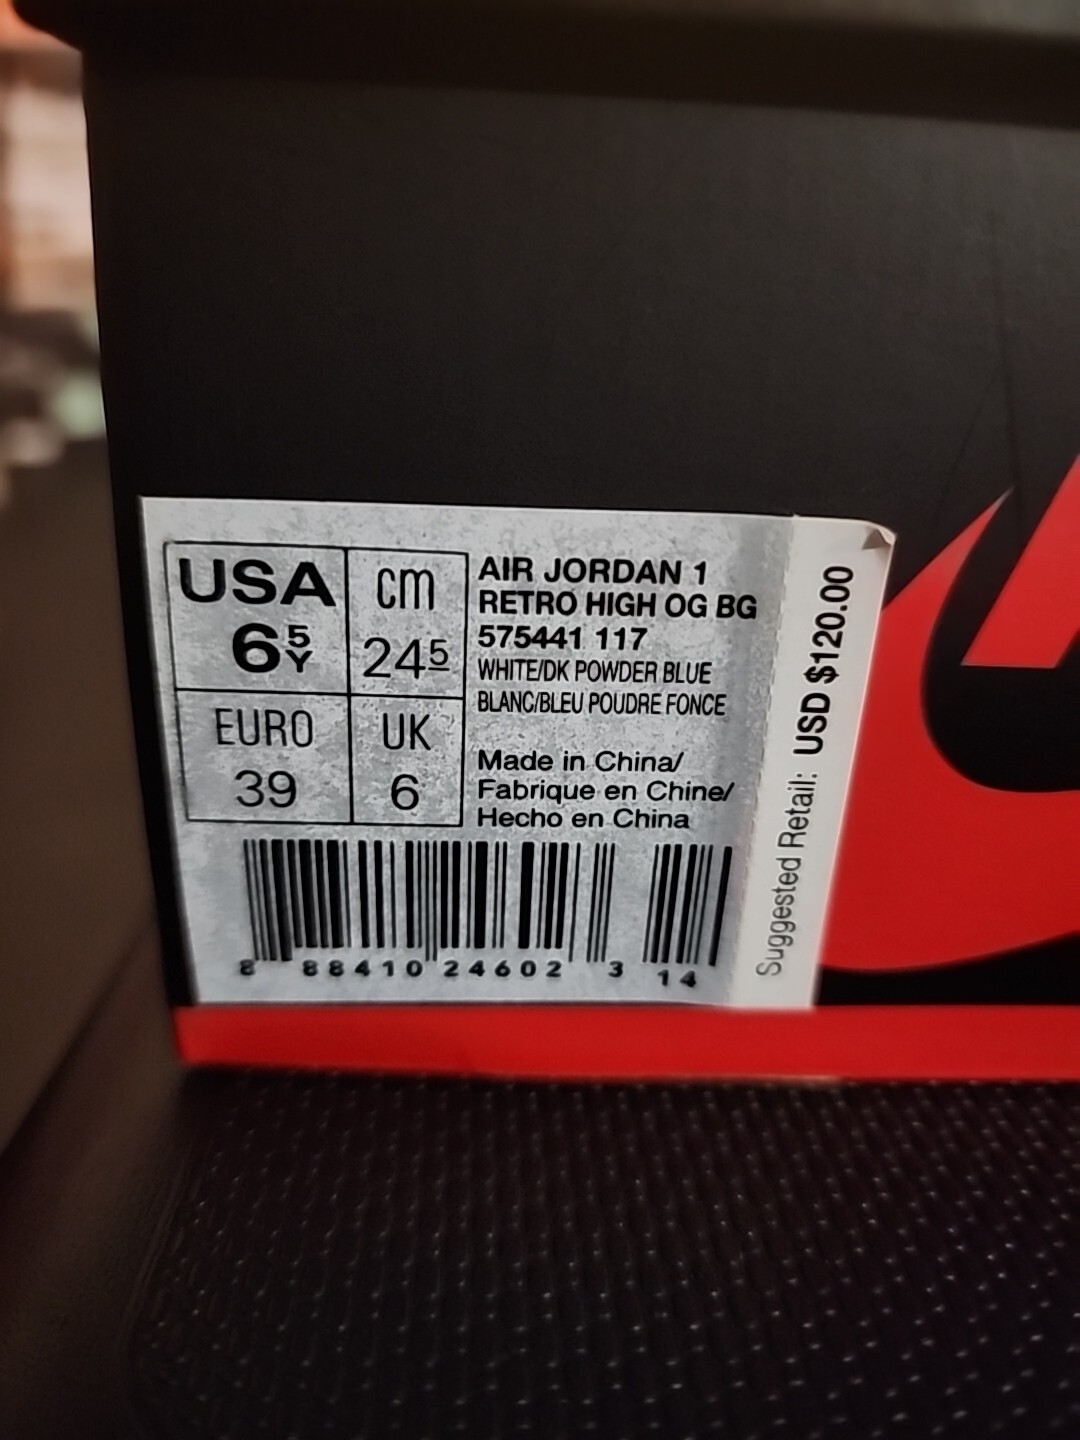 USA
6 5Y
cm
24 5
EURO
39
UK
6
AIR JORDAN 1
RETRO HIGH OG BG
575441 117
WHITE/DK POWDER BLUE
BLANC/BLEU POUDRE FONCE
Made in China/
Fabrique en Chine/
Hecho en China
8 88410 24602 3 14
Suggested Retail: USD $120.00